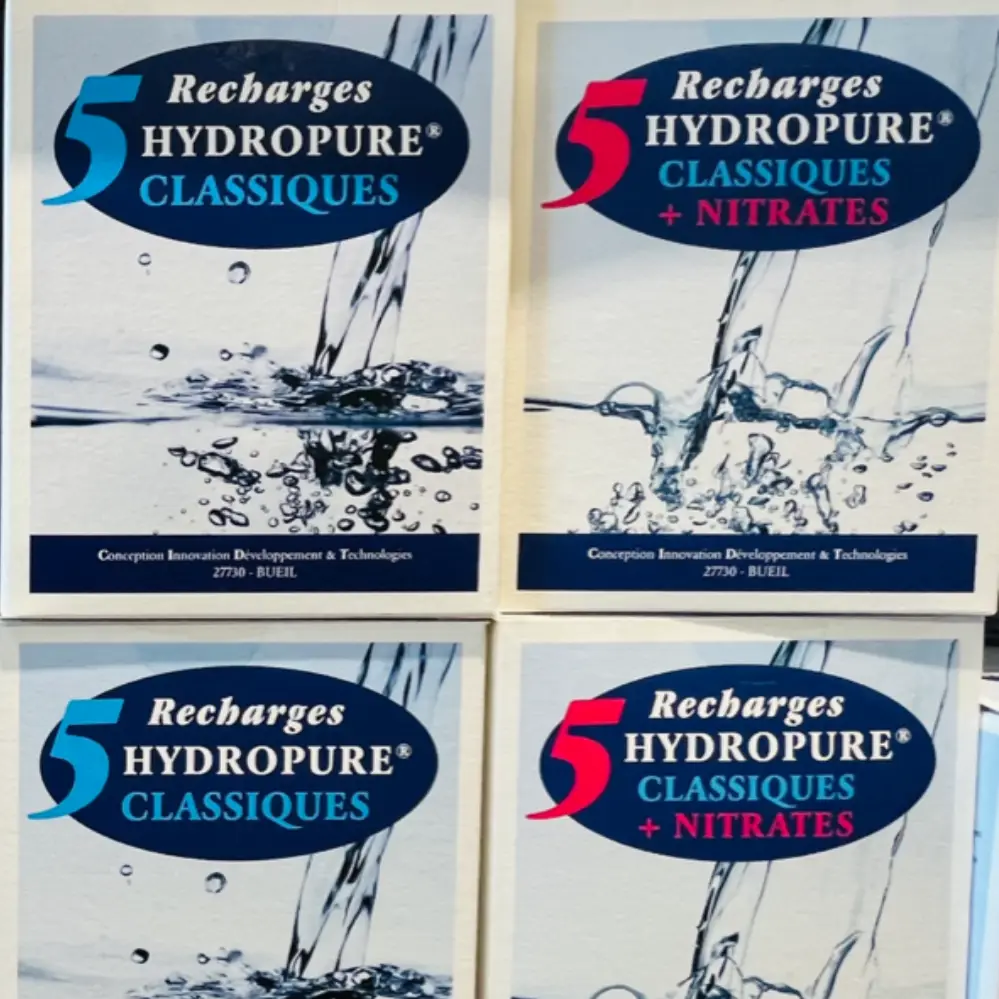 5 Recharges
HYDROPURE®
CLASSIQUES
Conception Innovation Développement & Technologies
27730 - BUEIL
5 Recharges
HYDROPURE®
CLASSIQUES
+ NITRATES
Conception Innovation Développement & Technologies
27730 - BUEIL
5 Recharges
HYDROPURE®
CLASSIQUES
5 Recharges
HYDROPURE®
CLASSIQUES
+ NITRATES